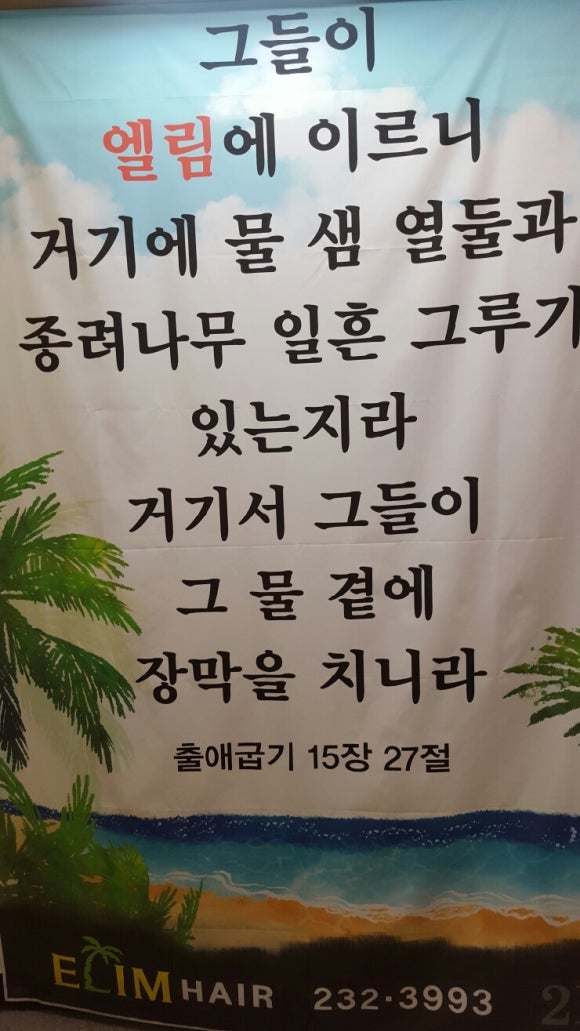 그들이
엘림에 이르니
거기에 물 샘 열둘과
종려나무 일흔 그루가
있는지라
거기서 그들이
그 물 곁에
장막을 치니라
출애굽기 15장 27절
ELIM HAIR 232·3993 2